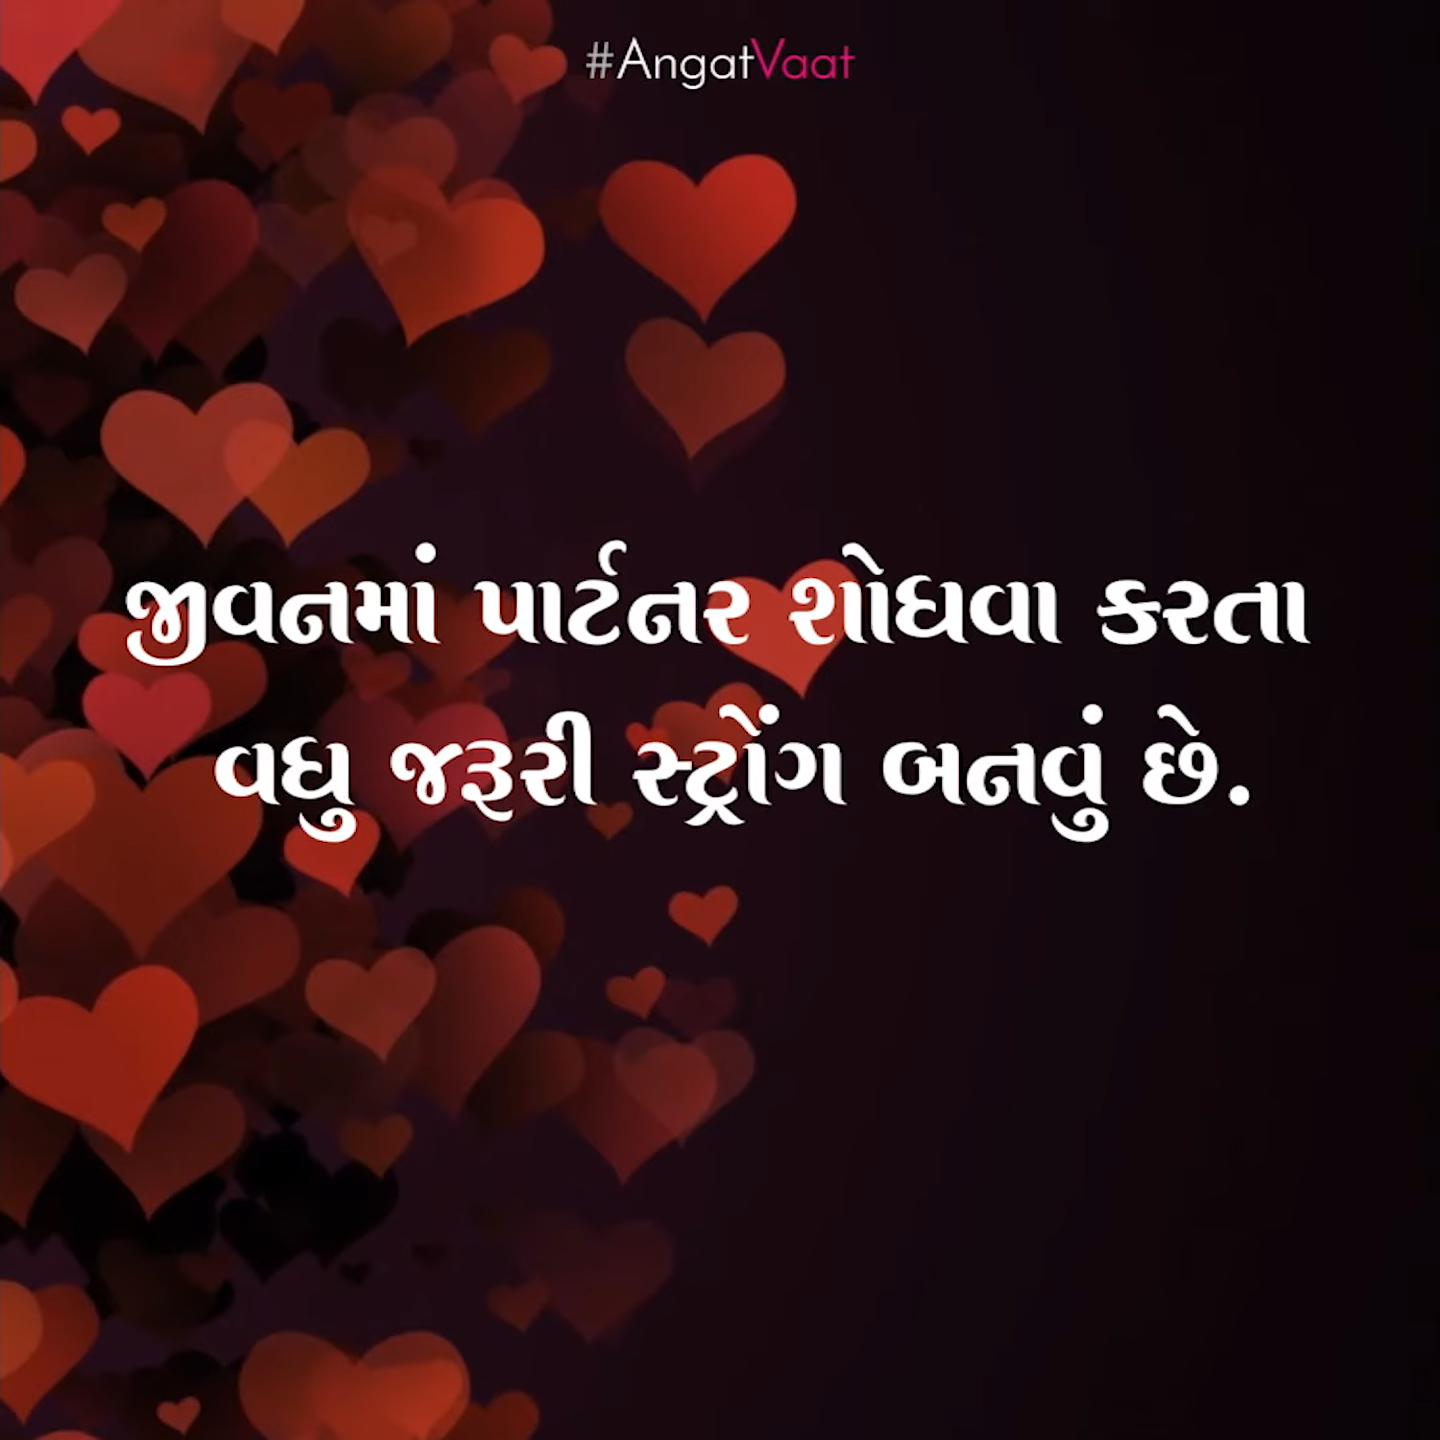 #AngatVaat
જીવનમાં પાર્ટનર શોધવા કરતા
વધુ જરૂરી સ્ટ્રોંગ બનવું છે.